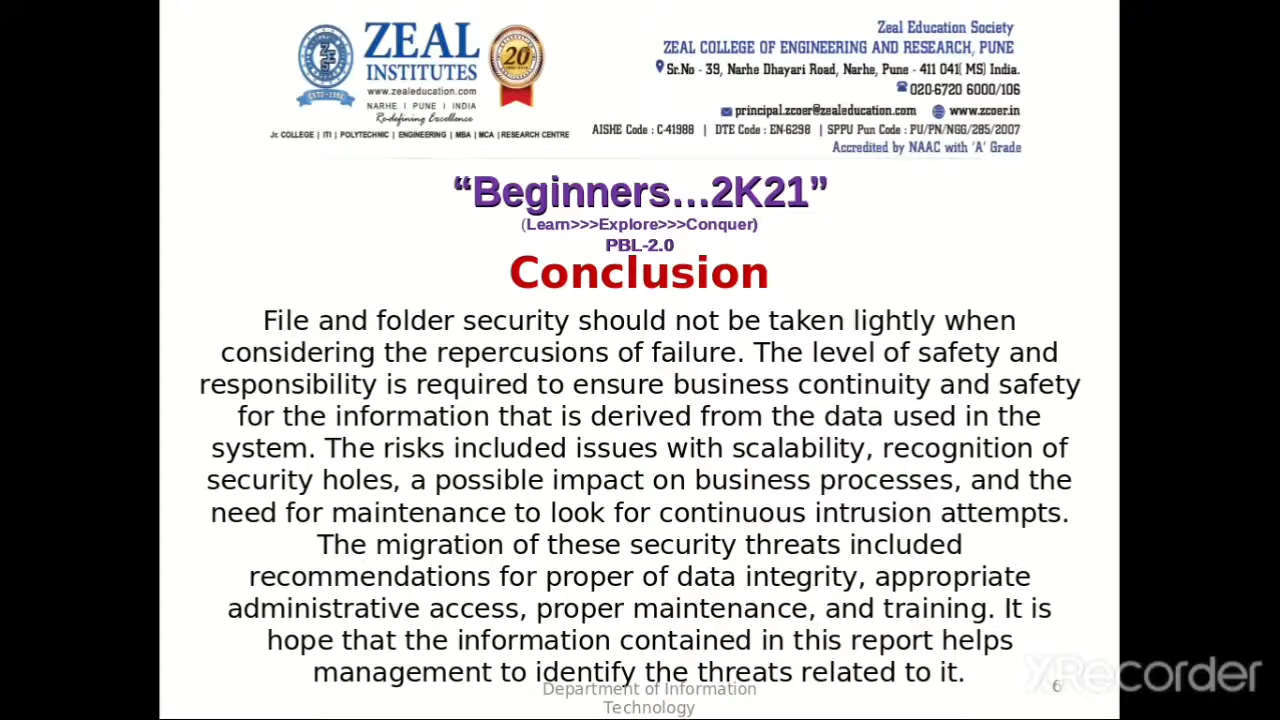 ZEAL
INSTITUTES
www.zealeducation.com
NARHE | PUNE | INDIA
Re-defining Excellence
Jr. COLLEGE | ITI | POLYTECHNIC | ENGINEERING | MBA | MCA | RESEARCH CENTRE
20
Zeal Education Society
ZEAL COLLEGE OF ENGINEERING AND RESEARCH, PUNE
Sr.No - 39, Narhe Dhayari Road, Narhe, Pune - 411 041( MS) India.
020-6720 6000/106
principal.zcoer@zealeducation.com www.zcoer.in
AISHE Code : C-41988 | DTE Code : EN-6298 | SPPU Pun Code : PU/PN/NGG/285/2007
Accredited by NAAC with 'A' Grade
“Beginners...2K21”
(Learn>>>Explore>>>Conquer)
PBL-2.0
Conclusion
File and folder security should not be taken lightly when
considering the repercusions of failure. The level of safety and
responsibility is required to ensure business continuity and safety
for the information that is derived from the data used in the
system. The risks included issues with scalability, recognition of
security holes, a possible impact on business processes, and the
need for maintenance to look for continuous intrusion attempts.
The migration of these security threats included
recommendations for proper of data integrity, appropriate
administrative access, proper maintenance, and training. It is
hope that the information contained in this report helps
management to identify the threats related to it.
Department of Information
Technology
6
XRecorder